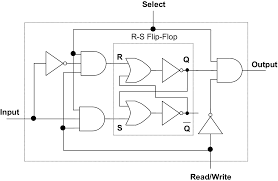 Select
R-S Flip-Flop
R
Q
Output
Input
S
Q̅
Read/Write